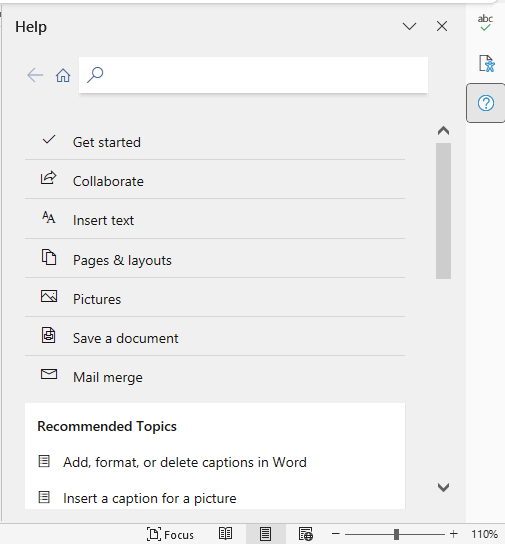 Help
abc
Get started
Collaborate
Insert text
Pages & layouts
Pictures
Save a document
Mail merge
Recommended Topics
Add, format, or delete captions in Word
Insert a caption for a picture
Focus
110%